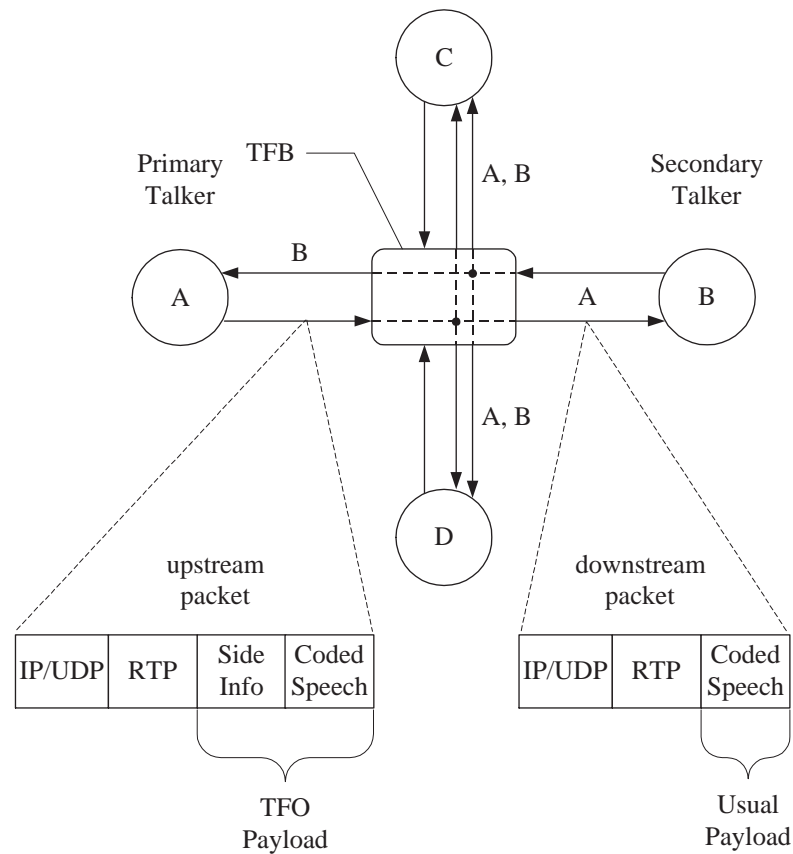 C
TFB
Primary
Talker
A, B
Secondary
Talker
B
A
A
B
A, B
D
upstream
packet
downstream
packet
IP/UDP
RTP
Side
Info
Coded
Speech
IP/UDP
RTP
Coded
Speech
TFO
Payload
Usual
Payload